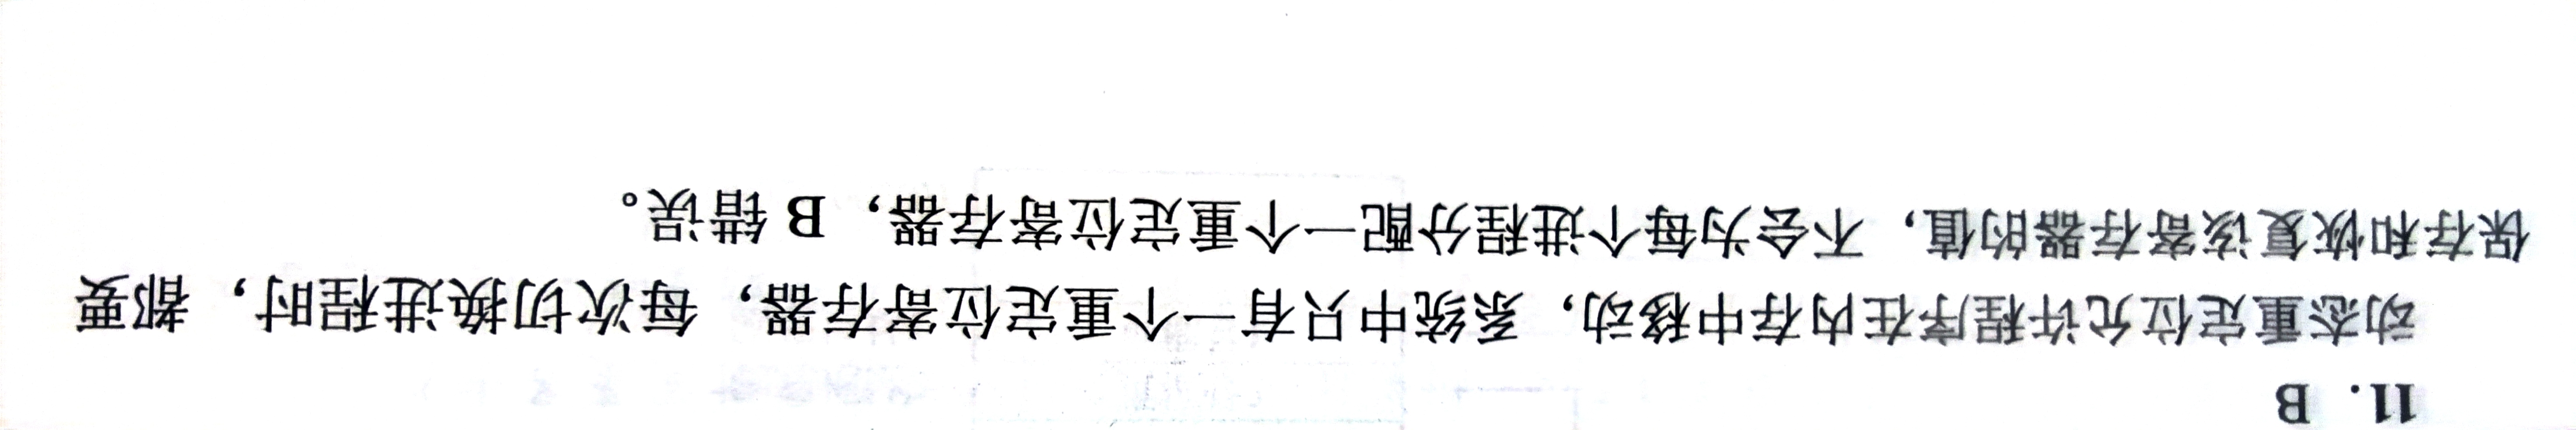 11. B
动态重定位允许程序在内存中移动，系统中只有一个重定位寄存器，每次切换进程时，都要
保存和恢复该寄存器的值，不会为每个进程分配一个重定位寄存器，B 错误。